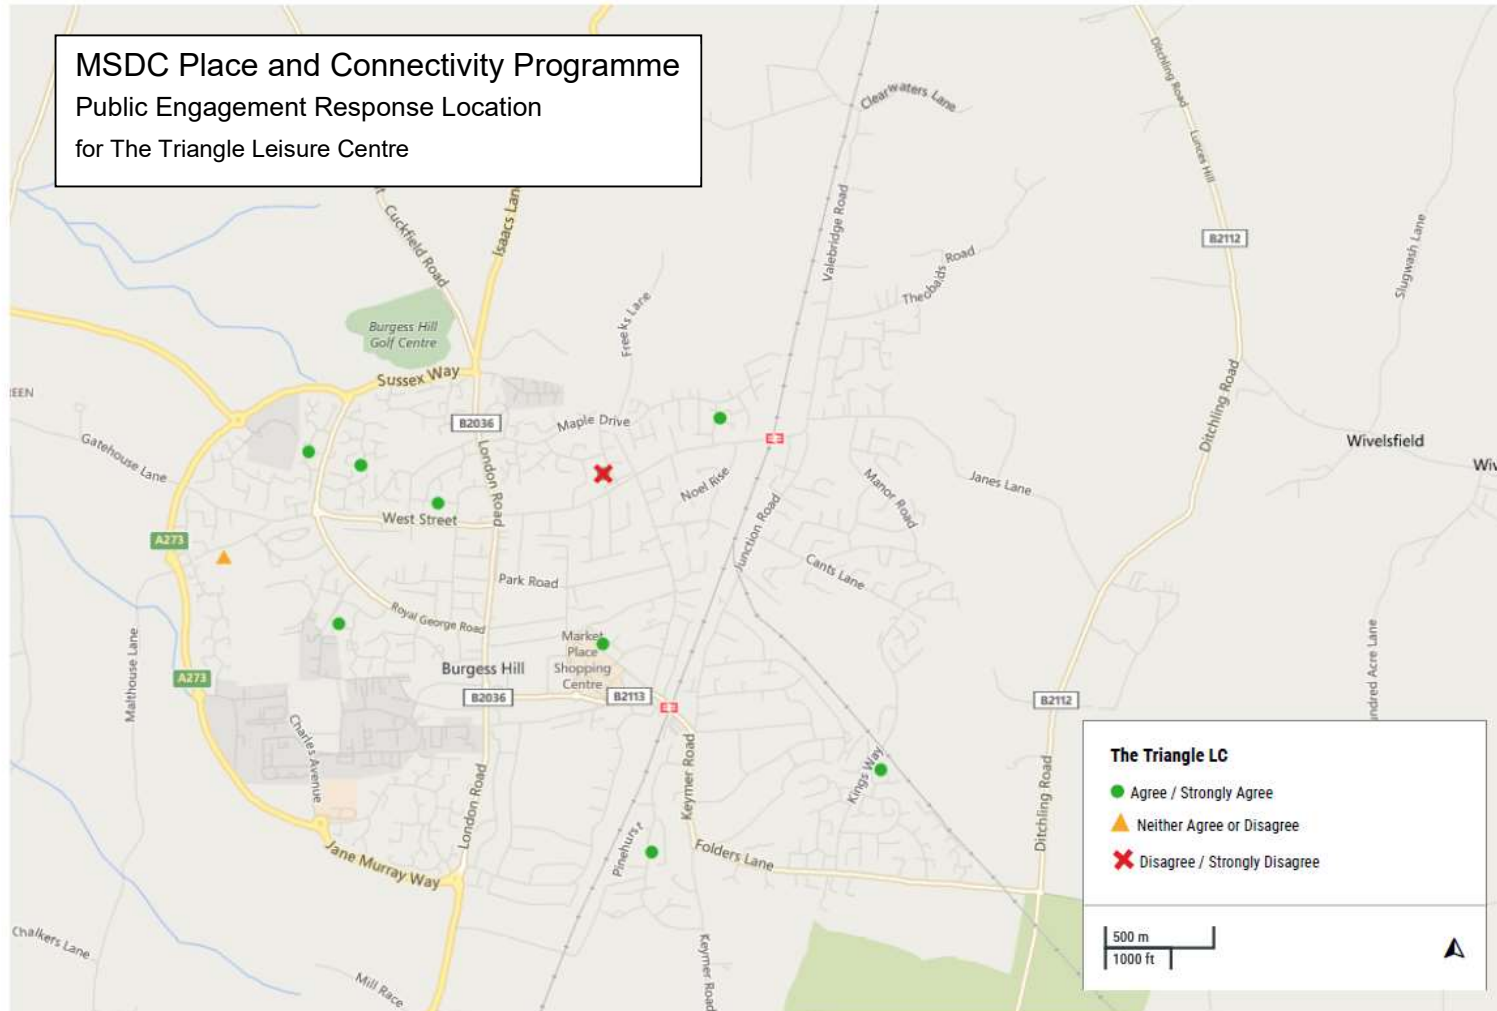 MSDC Place and Connectivity Programme
Public Engagement Response Location
for The Triangle Leisure Centre
Clearwaters Lane
Ditchling Road
Lunces Hill
Cuckfield Road
Isaacs Lan
Valebridge Road
Theobalds Road
B2112
Slugwash Lane
Burgess Hill
Golf Centre
Freeks Lane
Sussex Way
EEN
B2036
Maple Drive
Ditchling Road
Gatehouse Lane
London Road
Noel Rise
Manor Road
Janes Lane
Wivelsfield
Wiv
West Street
A273
Junction Road
Cants Lane
Park Road
Royal George Road
Malthouse Lane
Market
Place
Shopping
Centre
Burgess Hill
A273
B2036
B2113
B2112
undred Acre Lane
Charles Avenue
Keymer Road
Kings Way
London Road
Pinehurst
Folders Lane
Ditchling Road
Jane Murray Way
Chalkers Lane
Mill Race
Keymer Road
The Triangle LC
Agree / Strongly Agree
Neither Agree or Disagree
Disagree / Strongly Disagree
500 m
1000 ft